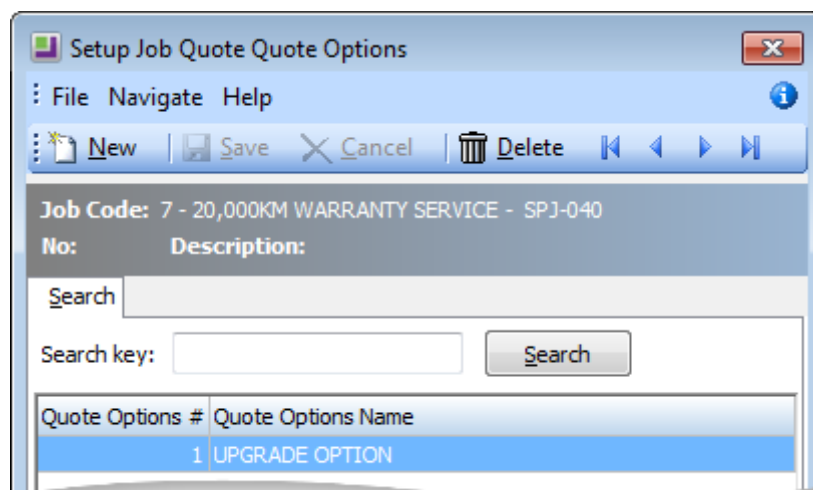 Setup Job Quote Quote Options
File Navigate Help
New Save Cancel Delete
Job Code: 7 - 20,000KM WARRANTY SERVICE - SPJ-040
No: Description:
Search
Search key: Search
Quote Options # Quote Options Name
1 UPGRADE OPTION